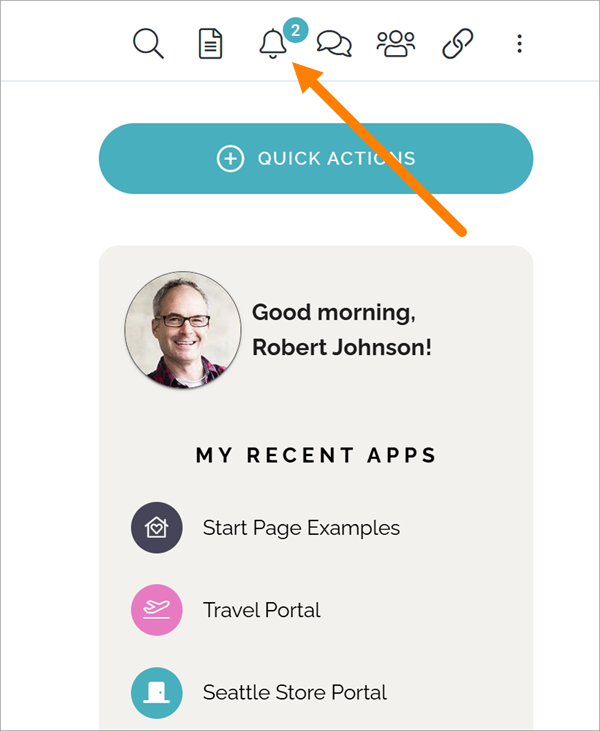 2
QUICK ACTIONS
Good morning,
Robert Johnson!
MY RECENT APPS
Start Page Examples
Travel Portal
Seattle Store Portal